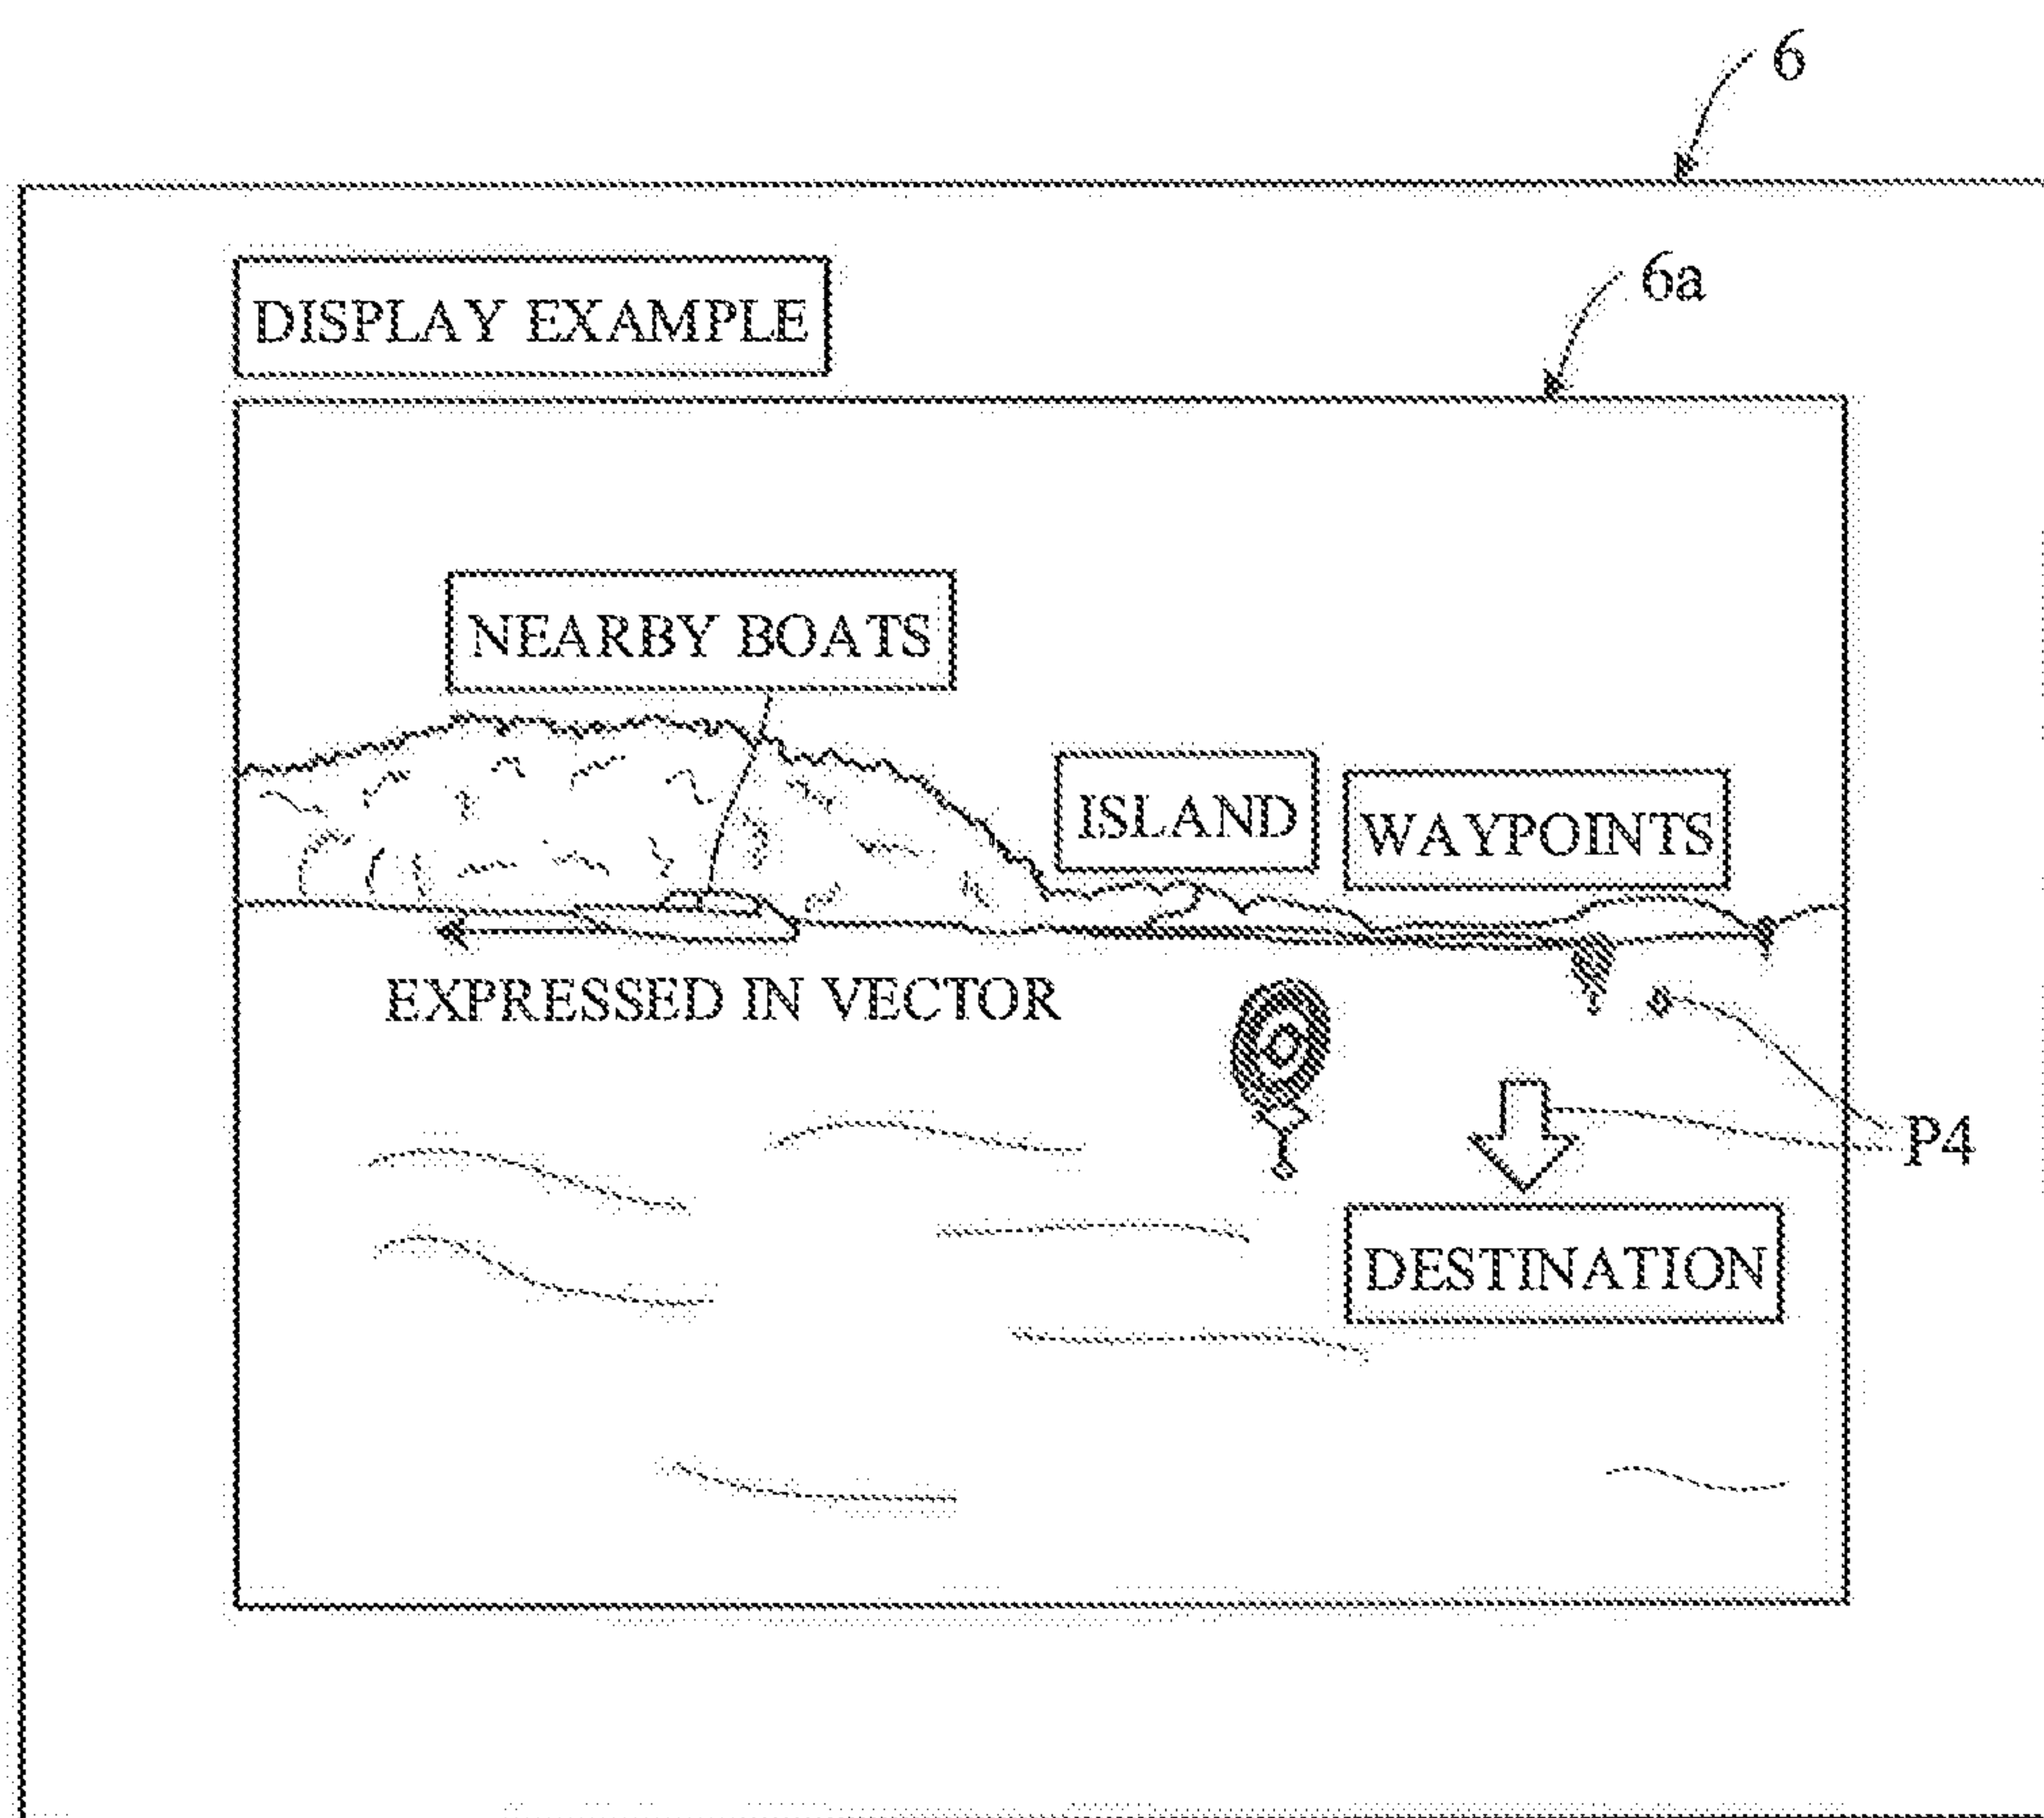 6
6a
DISPLAY EXAMPLE
NEARBY BOATS
ISLAND
WAYPOINTS
EXPRESSED IN VECTOR
P4
DESTINATION